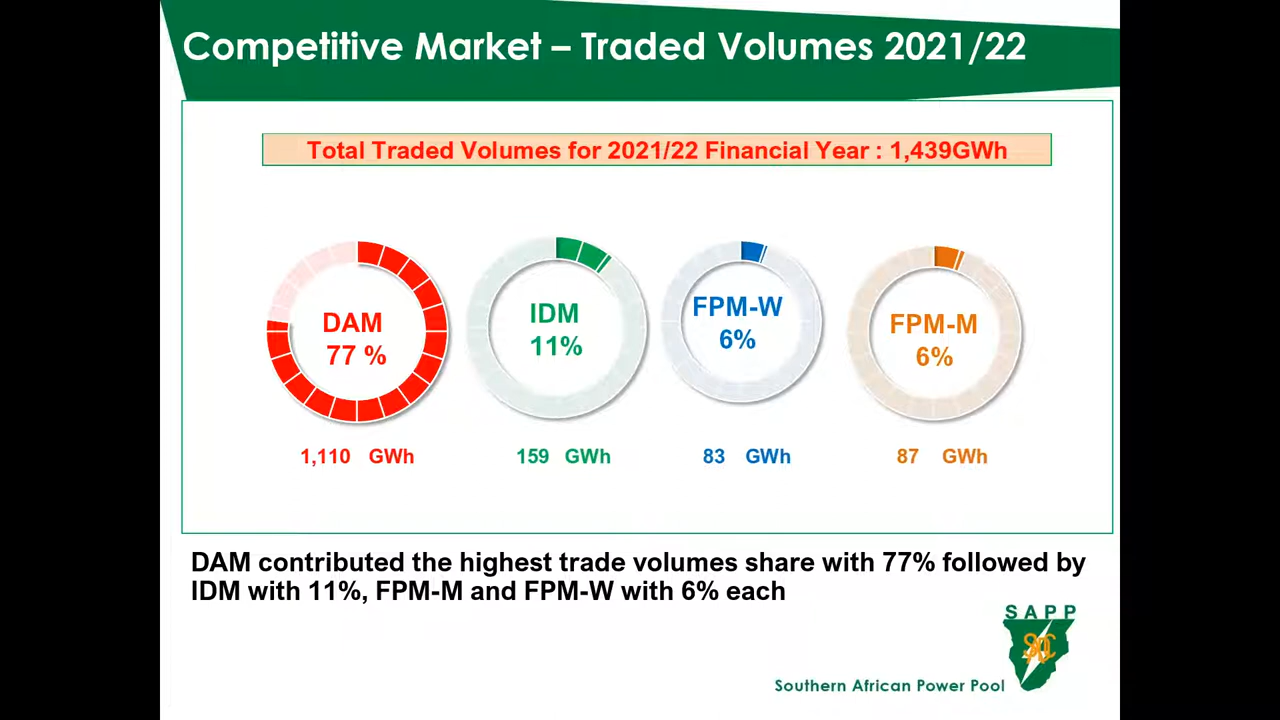 Competitive Market – Traded Volumes 2021/22
Total Traded Volumes for 2021/22 Financial Year : 1,439GWh
DAM
77 %
IDM
11%
FPM-W
6%
FPM-M
6%
1,110 GWh
159 GWh
83 GWh
87 GWh
DAM contributed the highest trade volumes share with 77% followed by
IDM with 11%, FPM-M and FPM-W with 6% each
SAPP
Southern African Power Pool